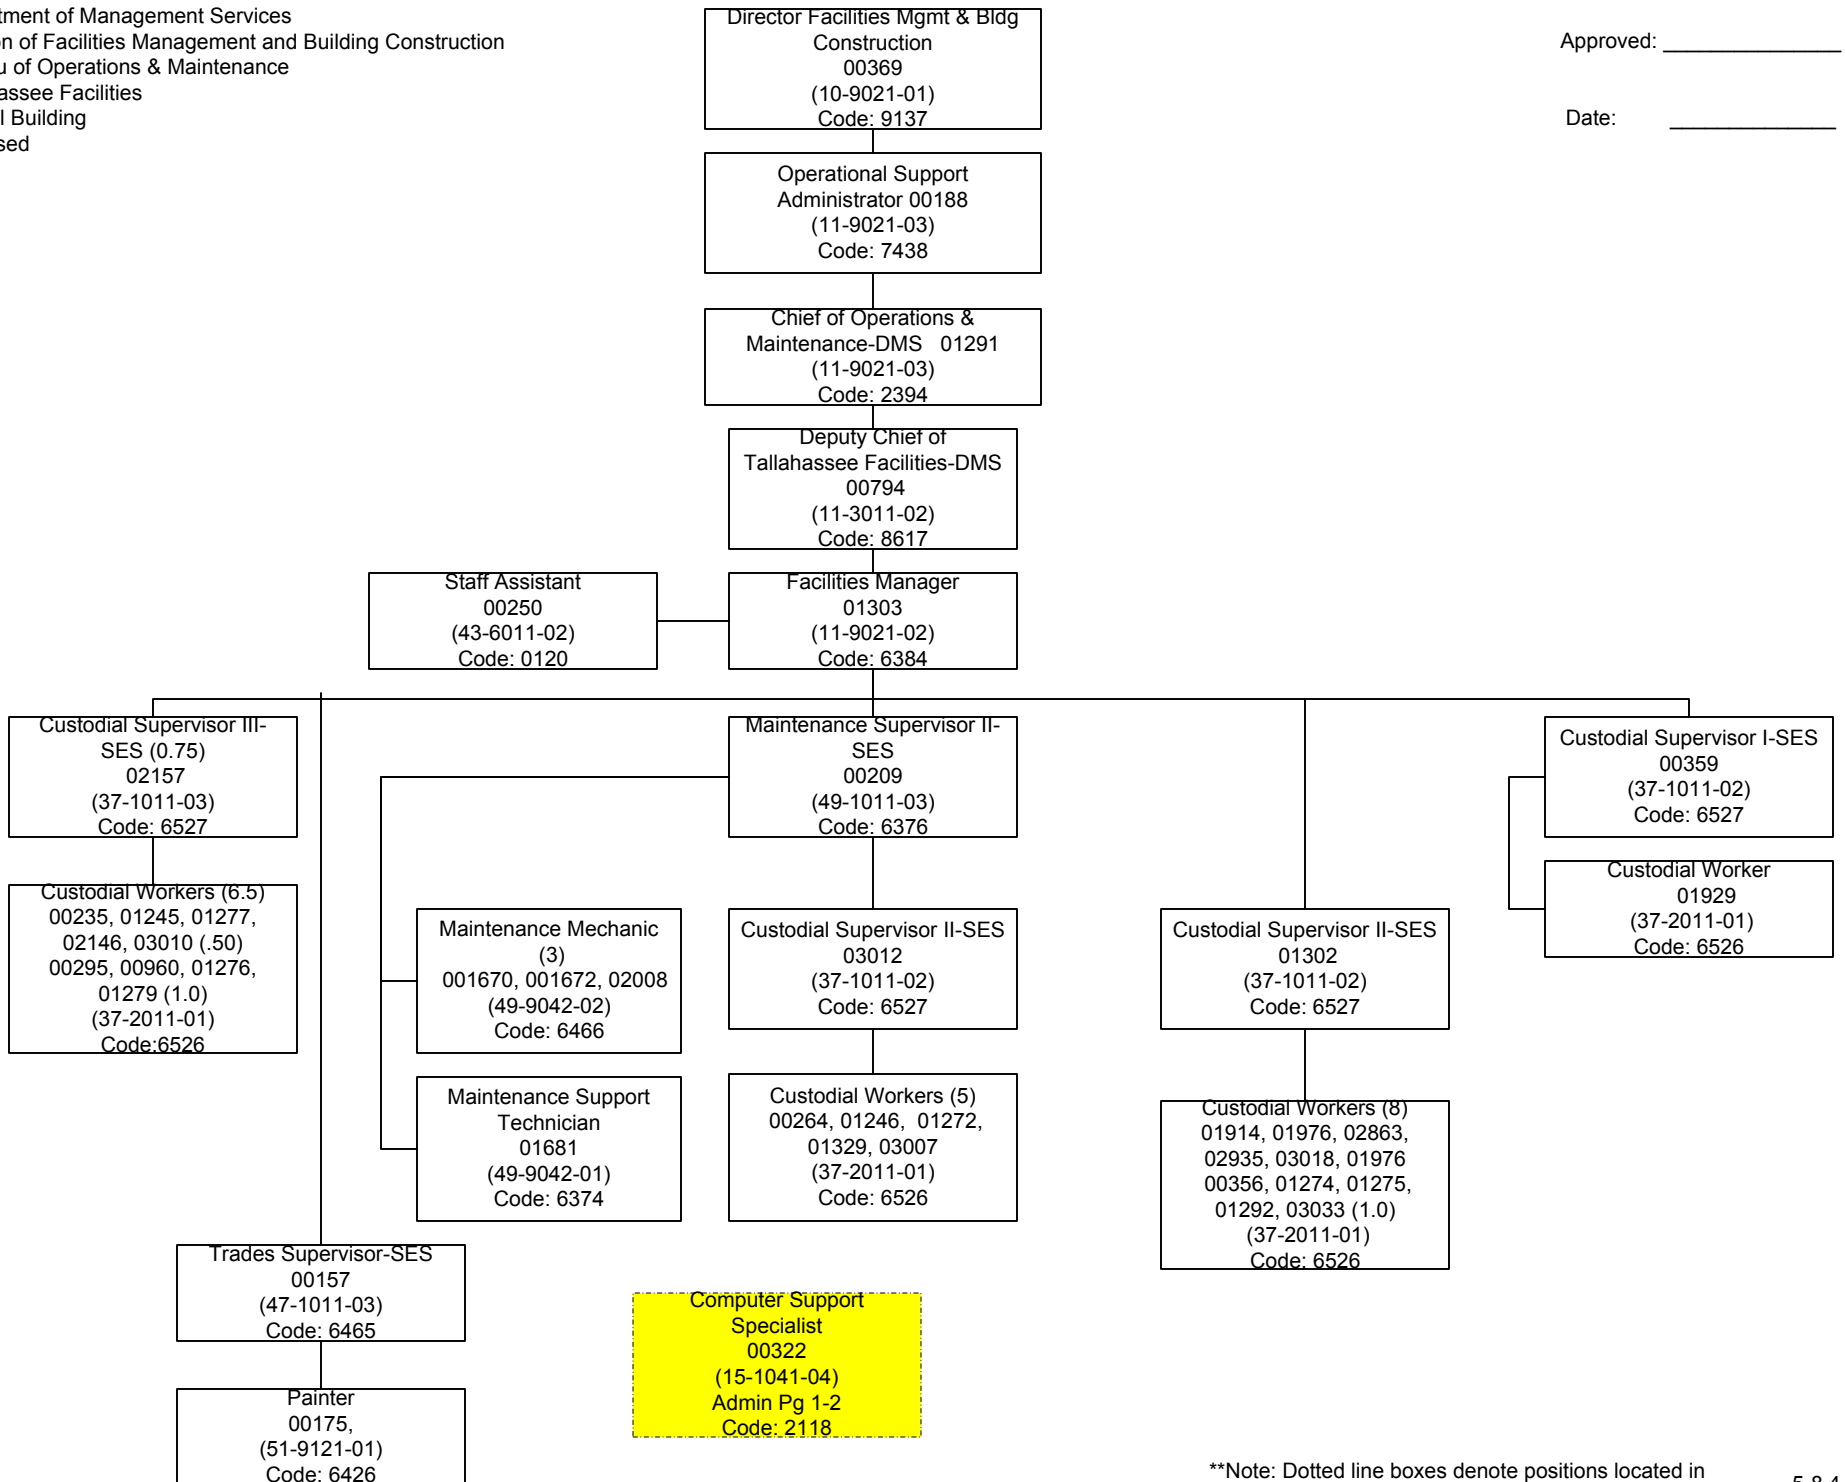 tment of Management Services
n of Facilities Management and Building Construction
u of Operations & Maintenance
assee Facilities
l Building
sed
Approved: _______________
Date: ______________
Director Facilities Mgmt & Bldg
Construction
00369
(10-9021-01)
Code: 9137
Operational Support
Administrator 00188
(11-9021-03)
Code: 7438
Chief of Operations &
Maintenance-DMS 01291
(11-9021-03)
Code: 2394
Deputy Chief of
Tallahassee Facilities-DMS
00794
(11-3011-02)
Code: 8617
Staff Assistant
00250
(43-6011-02)
Code: 0120
Facilities Manager
01303
(11-9021-02)
Code: 6384
Custodial Supervisor III-
SES (0.75)
02157
(37-1011-03)
Code: 6527
Maintenance Supervisor II-
SES
00209
(49-1011-03)
Code: 6376
Custodial Supervisor I-SES
00359
(37-1011-02)
Code: 6527
Custodial Workers (6.5)
00235, 01245, 01277,
02146, 03010 (.50)
00295, 00960, 01276,
01279 (1.0)
(37-2011-01)
Code:6526
Custodial Worker
01929
(37-2011-01)
Code: 6526
Maintenance Mechanic
(3)
001670, 001672, 02008
(49-9042-02)
Code: 6466
Custodial Supervisor II-SES
03012
(37-1011-02)
Code: 6527
Custodial Supervisor II-SES
01302
(37-1011-02)
Code: 6527
Maintenance Support
Technician
01681
(49-9042-01)
Code: 6374
Custodial Workers (5)
00264, 01246, 01272,
01329, 03007
(37-2011-01)
Code: 6526
Custodial Workers (8)
01914, 01976, 02863,
02935, 03018, 01976
00356, 01274, 01275,
01292, 03033 (1.0)
(37-2011-01)
Code: 6526
Trades Supervisor-SES
00157
(47-1011-03)
Code: 6465
Computer Support
Specialist
00322
(15-1041-04)
Admin Pg 1-2
Code: 2118
Painter
00175,
(51-9121-01)
Code: 6426
**Note: Dotted line boxes denote positions located in